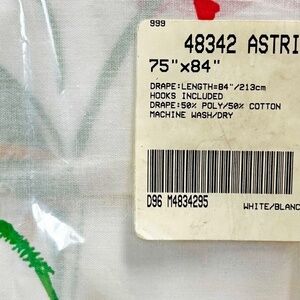 999
48342 ASTRI
75"x84"
DRAPE:LENGTH=84"/213cm
HOOKS INCLUDED
DRAPE:50% POLY/50% COTTON
MACHINE WASH/DRY
D96 M4834295
WHITE/BLANC